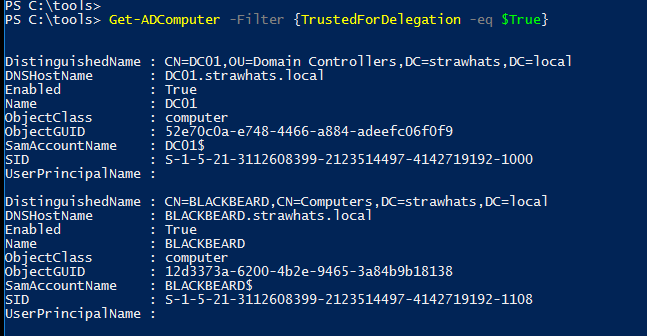 PS C:\tools>
PS C:\tools> Get-ADComputer -Filter {TrustedForDelegation -eq $True}
DistinguishedName : CN=DC01,OU=Domain Controllers,DC=strawhats,DC=local
DNSHostName : DC01.strawhats.local
Enabled : True
Name : DC01
ObjectClass : computer
ObjectGUID : 52e70c0a-e748-4466-a884-adeefc06f0f9
SamAccountName : DC01$
SID : S-1-5-21-3112608399-2123514497-4142719192-1000
UserPrincipalName :
DistinguishedName : CN=BLACKBEARD,CN=Computers,DC=strawhats,DC=local
DNSHostName : BLACKBEARD.strawhats.local
Enabled : True
Name : BLACKBEARD
ObjectClass : computer
ObjectGUID : 12d3373a-6200-4b2e-9465-3a84b9b18138
SamAccountName : BLACKBEARD$
SID : S-1-5-21-3112608399-2123514497-4142719192-1108
UserPrincipalName :